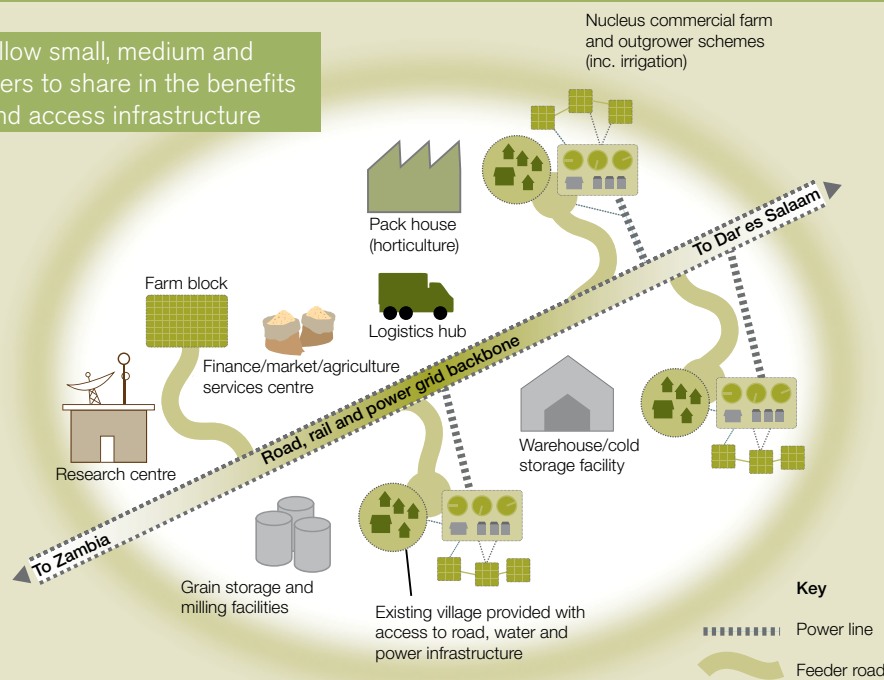 Nucleus commercial farm
and outgrower schemes
(inc. irrigation)
llow small, medium and
ers to share in the benefits
nd access infrastructure
Pack house
(horticulture)
To Dar es Salaam
Farm block
Logistics hub
Finance/market/agriculture
services centre
Road, rail and power grid backbone
Warehouse/cold
storage facility
Research centre
To Zambia
Grain storage and
milling facilities
Existing village provided with
access to road, water and
power infrastructure
Key
Power line
Feeder road